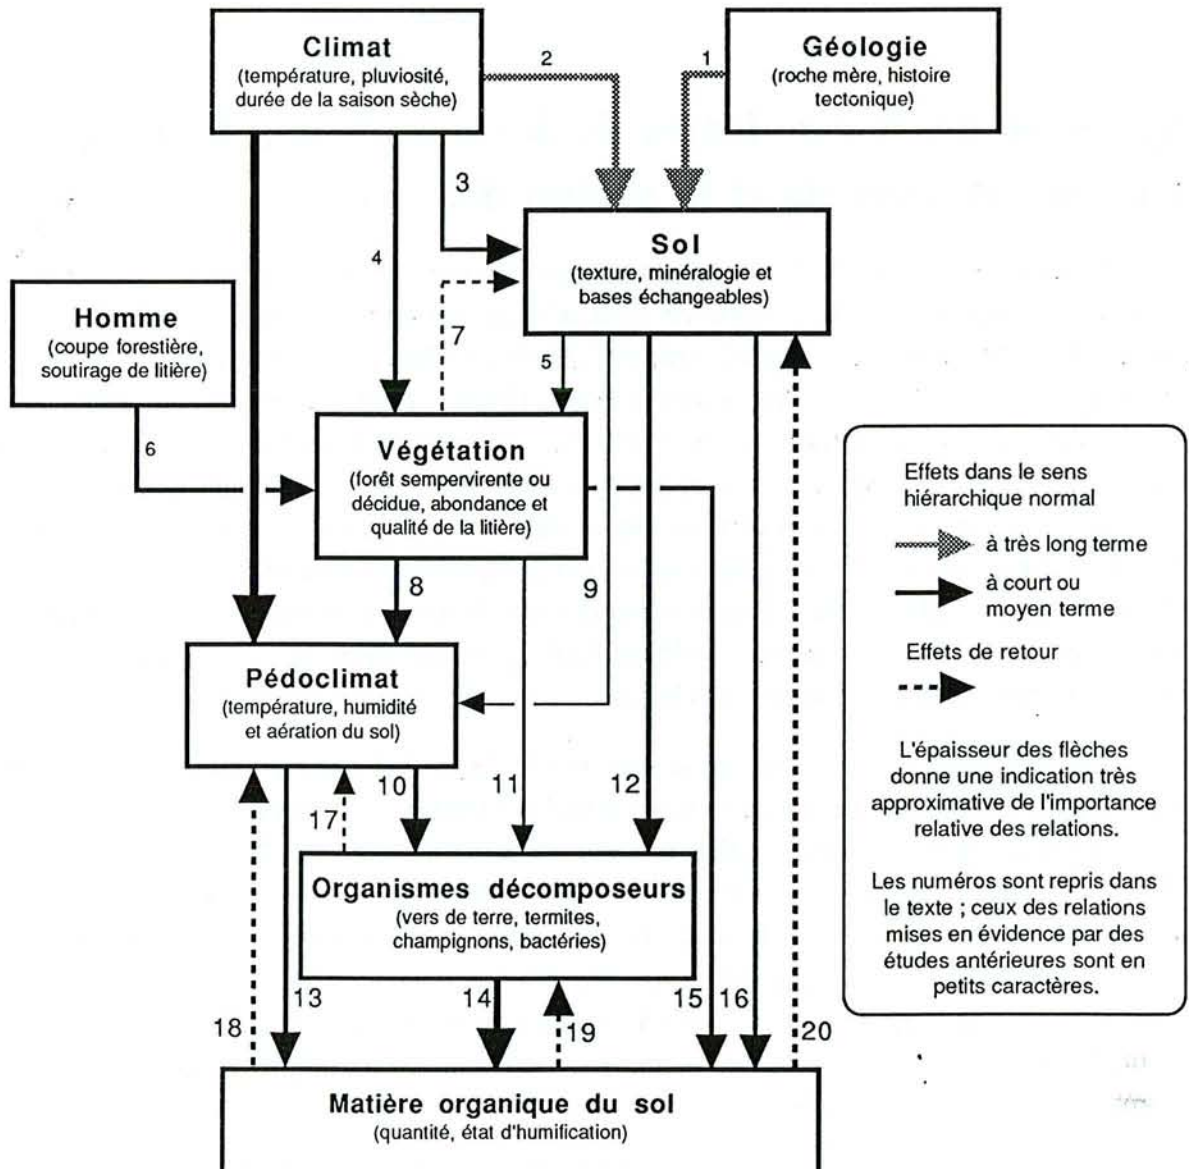 Climat
(température, pluviosité,
durée de la saison sèche)
2
1
Géologie
(roche mère, histoire
tectonique)
3
4
Sol
(texture, minéralogie et
bases échangeables)
Homme
(coupe forestière,
soutirage de litière)
7
5
6
Végétation
(forêt sempervirente ou
décidue, abondance et
qualité de la litière)
8
9
Pédoclimat
(température, humidité
et aération du sol)
10
11
12
17
Organismes décomposeurs
(vers de terre, termites,
champignons, bactéries)
18
13
14
19
15
16
20
Matière organique du sol
(quantité, état d'humification)
Effets dans le sens
hiérarchique normal
à très long terme
à court ou
moyen terme
Effets de retour
L'épaisseur des flèches
donne une indication très
approximative de l'importance
relative des relations.
Les numéros sont repris dans
le texte ; ceux des relations
mises en évidence par des
études antérieures sont en
petits caractères.